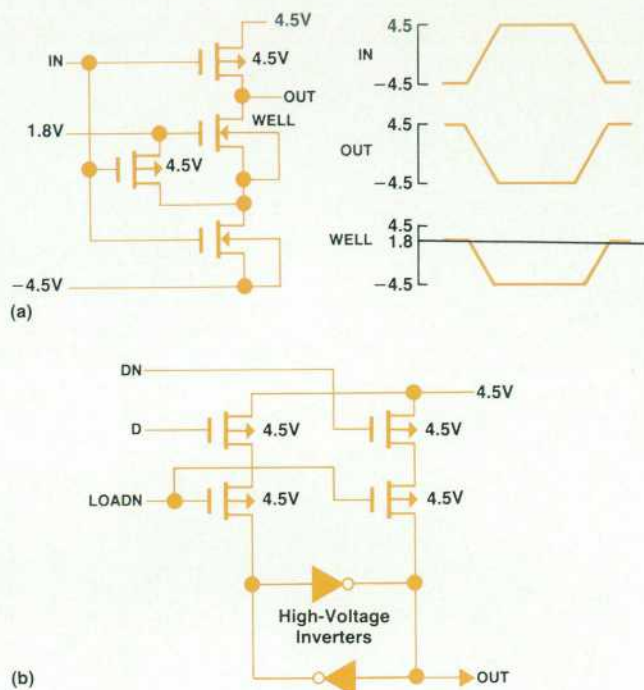 4.5V
IN
4.5V
OUT
1.8V
WELL
4.5V
−4.5V
(a)
4.5
IN
−4.5
4.5
OUT
−4.5
4.5
WELL
1.8
−4.5
DN
4.5V
D
4.5V
4.5V
LOADN
4.5V
4.5V
High-Voltage
Inverters
(b)
OUT